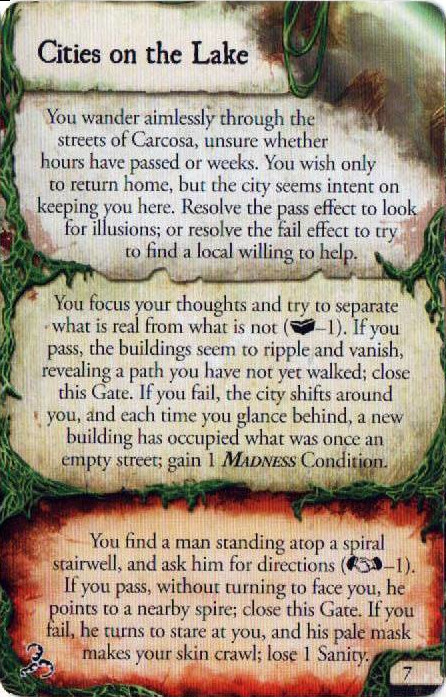 Cities on the Lake
You wander aimlessly through the
streets of Carcosa, unsure whether
hours have passed or weeks. You wish only
to return home, but the city seems intent on
keeping you here. Resolve the pass effect to look
for illusions; or resolve the fail effect to try
to find a local willing to help.
You focus your thoughts and try to separate
what is real from what is not (–1). If you
pass, the buildings seem to ripple and vanish,
revealing a path you have not yet walked; close
this Gate. If you fail, the city shifts around
you, and each time you glance behind, a new
building has occupied what was once an
empty street; gain 1 MADNESS Condition.
You find a man standing atop a spiral
stairwell, and ask him for directions (–1).
If you pass, without turning to face you, he
points to a nearby spire; close this Gate. If you
fail, he turns to stare at you, and his pale mask
makes your skin crawl; lose 1 Sanity.
7